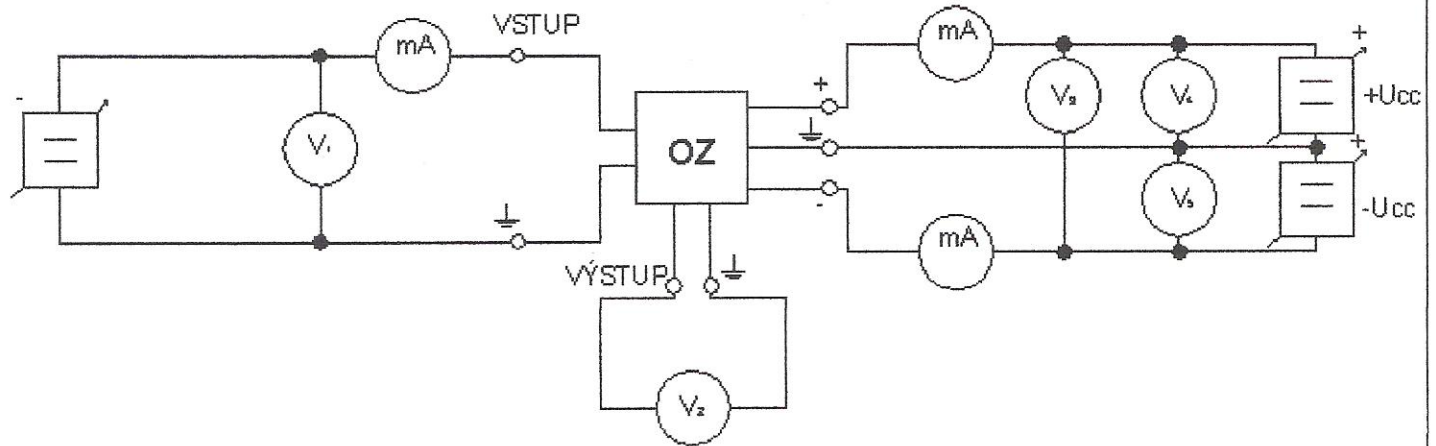 VSTUP
mA
mA
+
-
V₁
V₃
V₄
+
+Ucc
+
OZ
+
-
V₅
-Ucc
mA
VÝSTUP
V₂